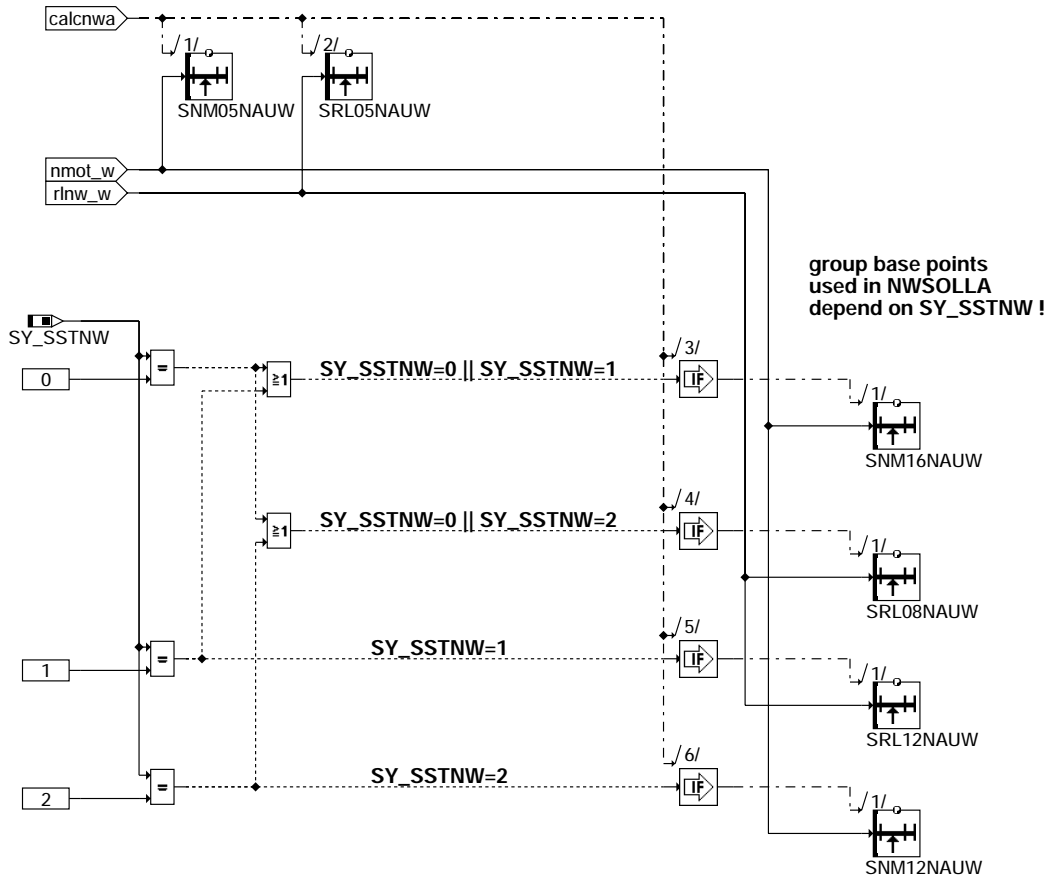 calcnwa
1/
2/
SNM05NAUW
SRL05NAUW
nmot_w
rlnw_w
group base points
used in NWSOLLA
depend on SY_SSTNW !
SY_SSTNW
0
=
≥1
SY_SSTNW=0 || SY_SSTNW=1
3/
IF
1/
SNM16NAUW
≥1
SY_SSTNW=0 || SY_SSTNW=2
4/
IF
1/
SRL08NAUW
1
=
SY_SSTNW=1
5/
IF
1/
SRL12NAUW
2
=
SY_SSTNW=2
6/
IF
1/
SNM12NAUW